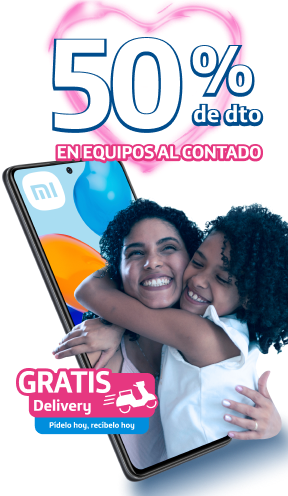 50%
de dto
EN EQUIPOS AL CONTADO
mi
GRATIS
Delivery
Pídelo hoy, recíbelo hoy